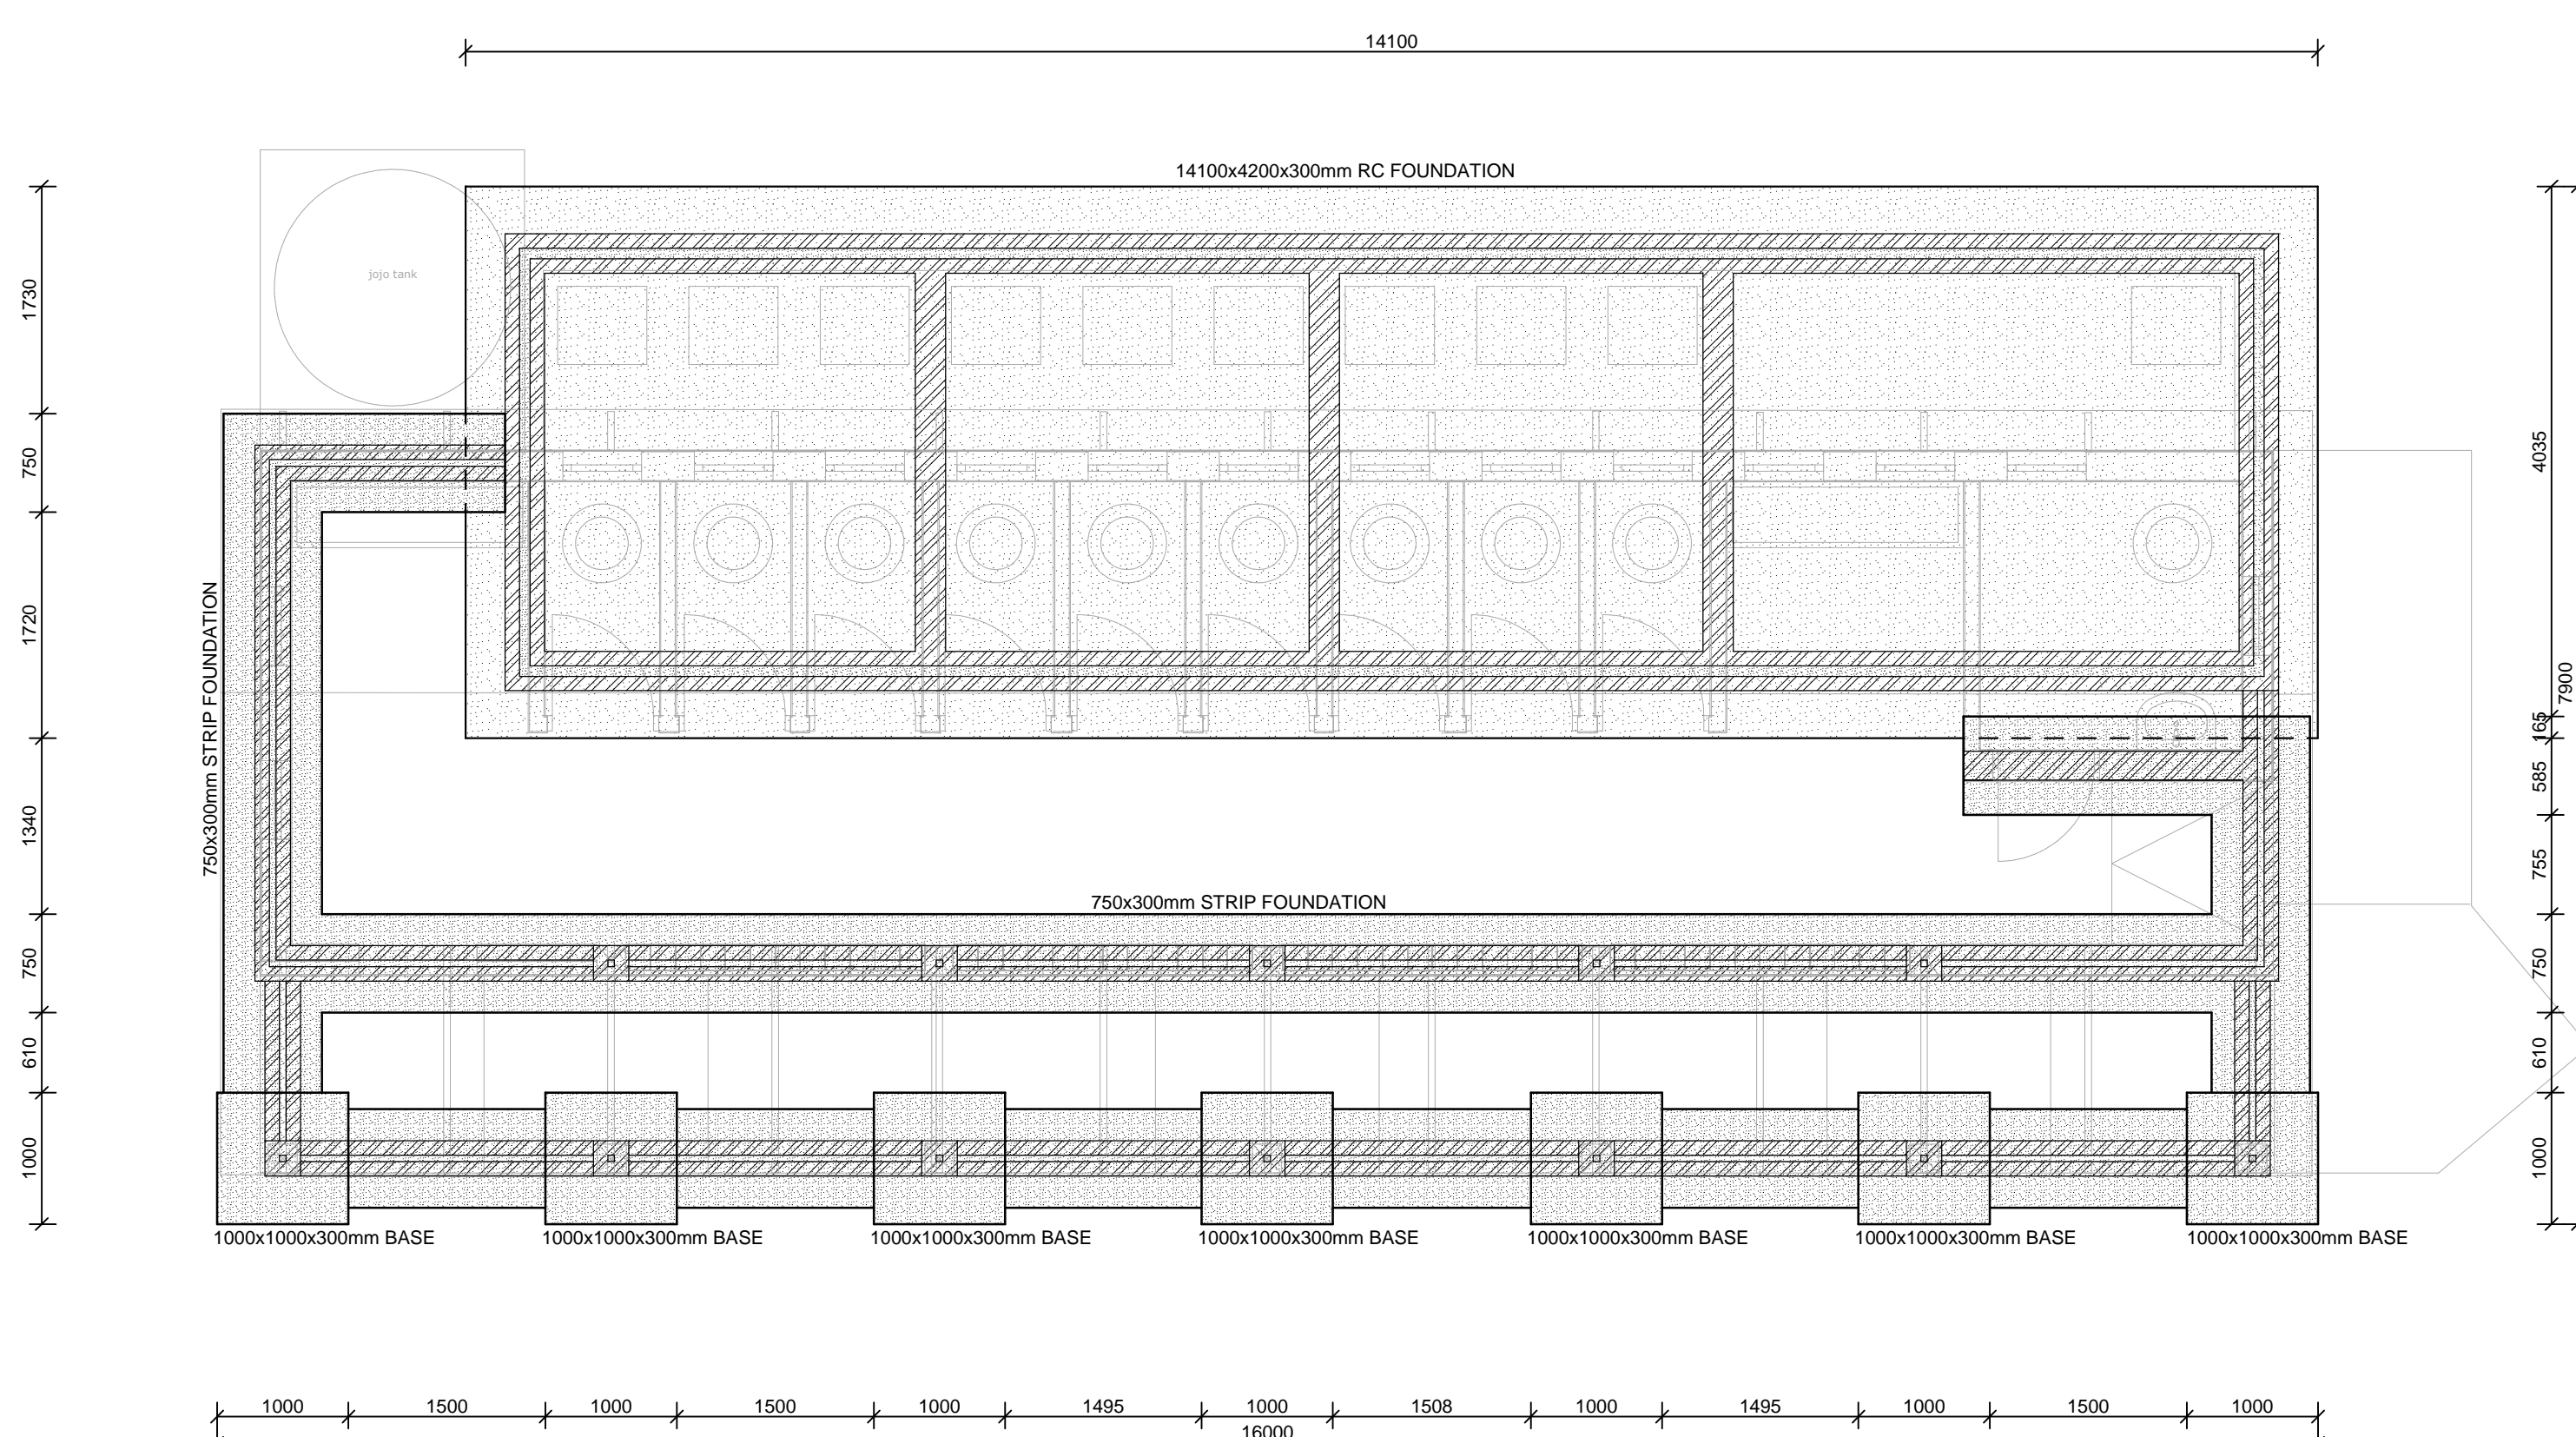 14100
14100x4200x300mm RC FOUNDATION
jojo tank
1730
750
1720
1340
750
610
1000
750x300mm STRIP FOUNDATION
4035
165
585
755
750
610
1000
7900
750x300mm STRIP FOUNDATION
1000x1000x300mm BASE
1000x1000x300mm BASE
1000x1000x300mm BASE
1000x1000x300mm BASE
1000x1000x300mm BASE
1000x1000x300mm BASE
1000x1000x300mm BASE
1000 1500 1000 1500 1000 1495 1000 1508 1000 1495 1000 1500 1000
16000